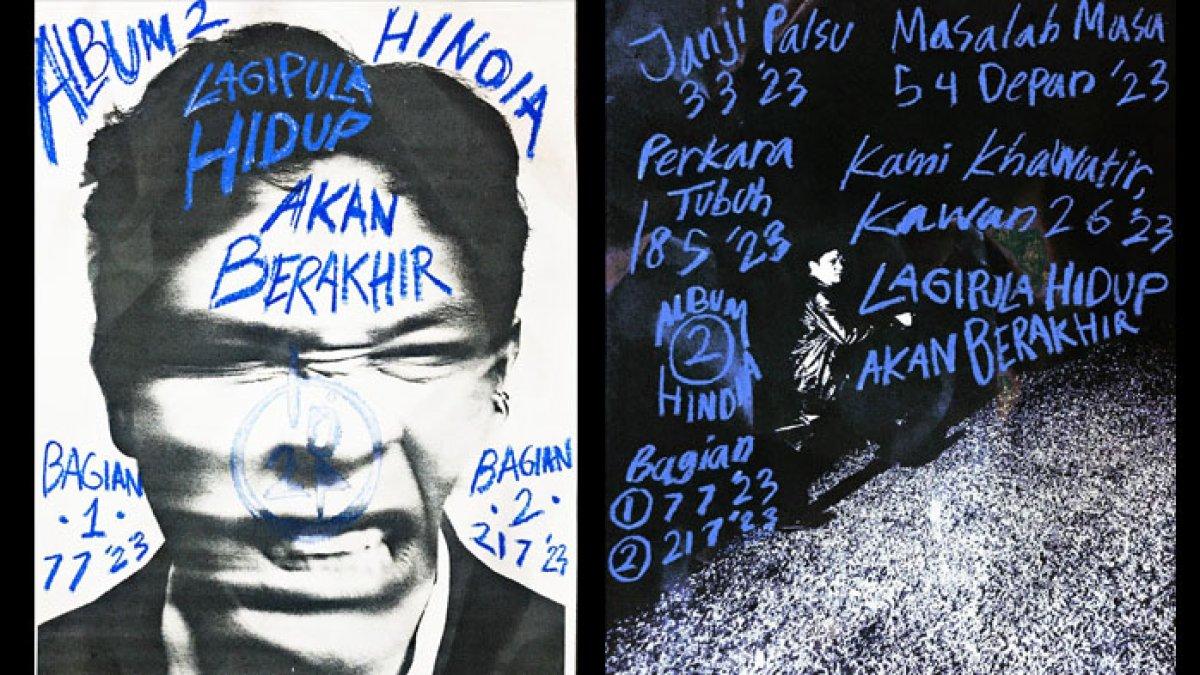 ALBUM 2
HINDIA
LAGIPULA
HIDUP
AKAN
BERAKHIR
BAGIAN
· 1 ·
7 7 '23
BAGIAN
· 2 ·
21 7 '23
Janji Palsu
3 3 '23
Masalah Masa
5 4 Depan '23
Perkara
Tubuh
18 5 '23
Kami Khawatir,
Kawan 2 6 '23
LAGIPULA HIDUP
AKAN BERAKHIR
ALBUM
2
HINDIA
Bagian
1 7 7 '23
2 21 7 '23